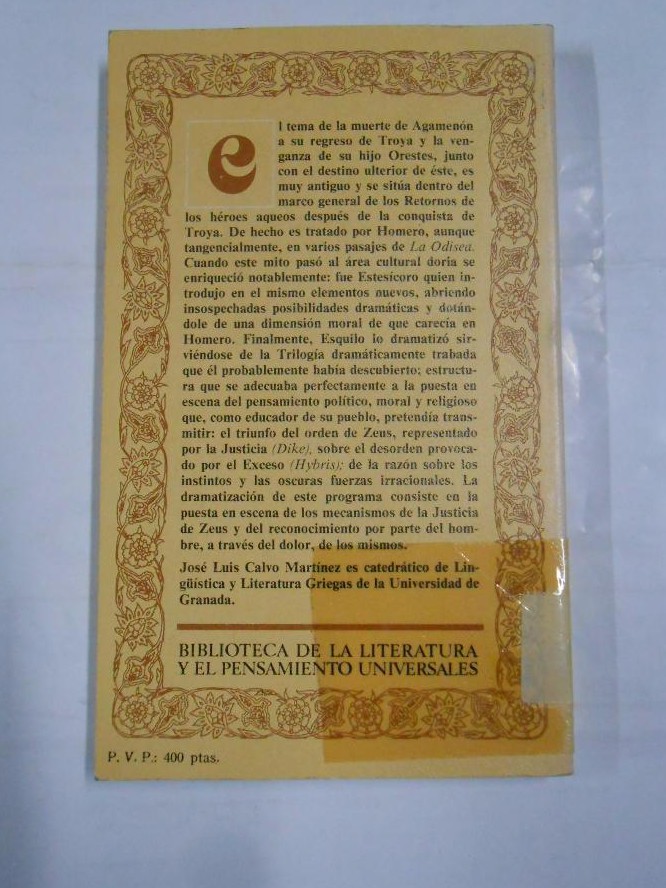 el tema de la muerte de Agamenón
a su regreso de Troya y la ven-
ganza de su hijo Orestes, junto
con el destino ulterior de éste, es
muy antiguo y se sitúa dentro del
marco general de los Retornos de
los héroes aqueos después de la conquista de
Troya. De hecho es tratado por Homero, aunque
tangencialmente, en varios pasajes de La Odisea.
Cuando este mito pasó al área cultural doria se
enriqueció notablemente: fue Estesícoro quien in-
trodujo en el mismo elementos nuevos, abriendo
insospechadas posibilidades dramáticas y dotán-
dole de una dimensión moral de que carecía en
Homero. Finalmente, Esquilo lo dramatizó sir-
viéndose de la Trilogía dramáticamente trabada
que él probablemente había descubierto; estructu-
ra que se adecuaba perfectamente a la puesta en
escena del pensamiento político, moral y religioso
que, como educador de su pueblo, pretendía trans-
mitir: el triunfo del orden de Zeus, representado
por la Justicia (Dike), sobre el desorden provoca-
do por el Exceso (Hybris); de la razón sobre los
instintos y las oscuras fuerzas irracionales. La
dramatización de este programa consiste en la
puesta en escena de los mecanismos de la Justicia
de Zeus y del reconocimiento por parte del hom-
bre, a través del dolor, de los mismos.
José Luis Calvo Martínez es catedrático de Lin-
güística y Literatura Griegas de la Universidad de
Granada.
BIBLIOTECA DE LA LITERATURA
Y EL PENSAMIENTO UNIVERSALES
P. V. P.: 400 ptas.